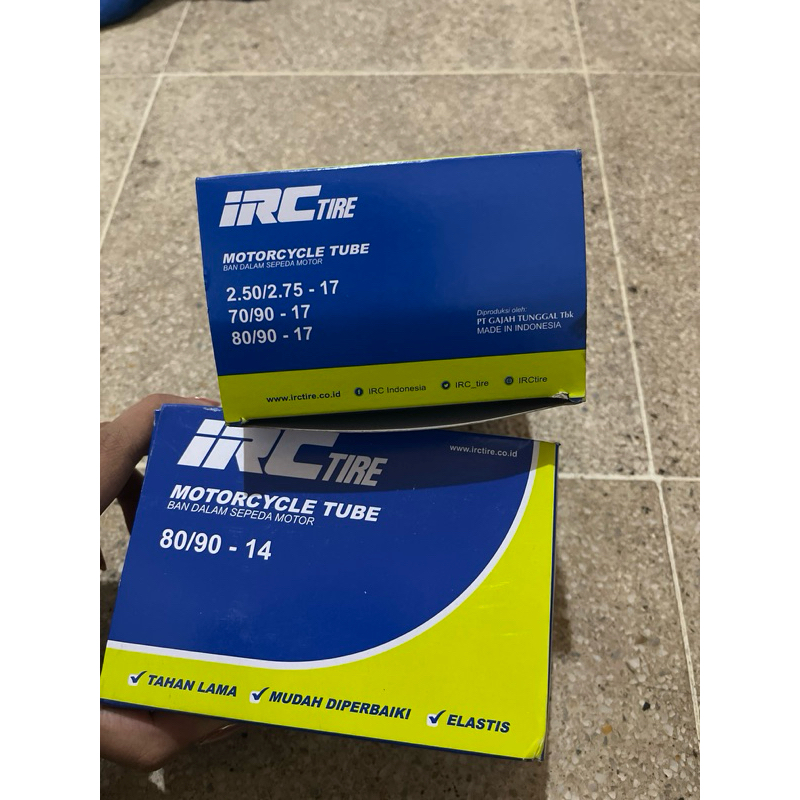 IRC TIRE
MOTORCYCLE TUBE
BAN DALAM SEPEDA MOTOR
2.50/2.75 - 17
70/90 - 17
80/90 - 17
Diproduksi oleh:
PT GAJAH TUNGGAL Tbk
MADE IN INDONESIA
www.irctire.co.id IRC Indonesia IRC_tire IRCtire
IRC TIRE
www.irctire.co.id
MOTORCYCLE TUBE
BAN DALAM SEPEDA MOTOR
80/90 - 14
TAHAN LAMA MUDAH DIPERBAIKI ELASTIS